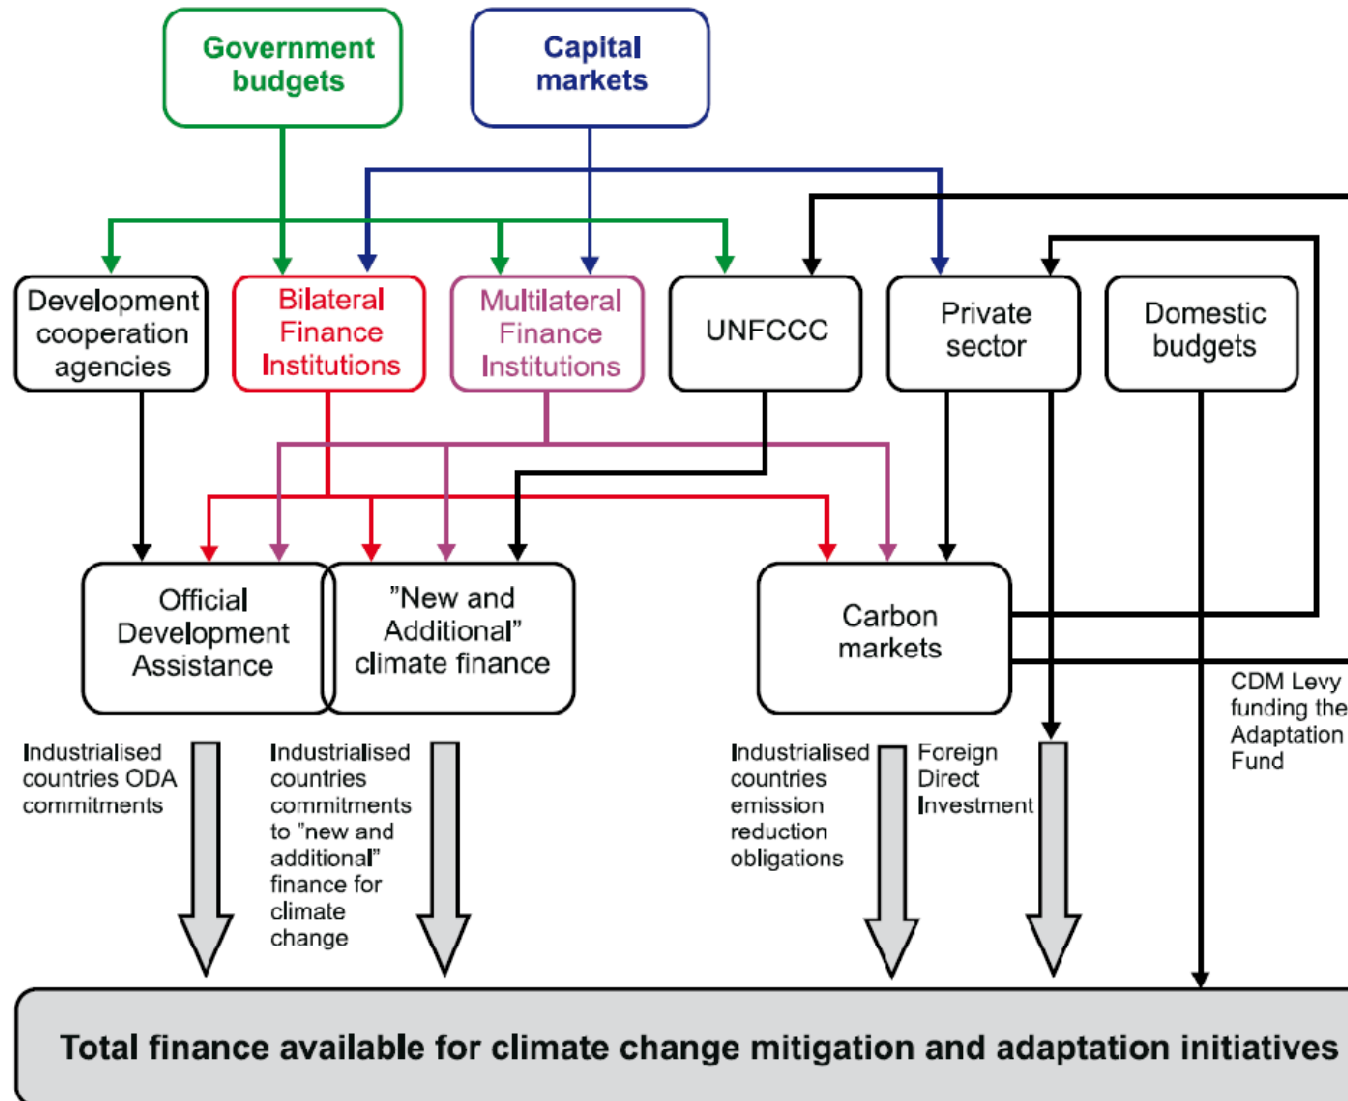 Government
budgets
Capital
markets
Development
cooperation
agencies
Bilateral
Finance
Institutions
Multilateral
Finance
Institutions
UNFCCC
Private
sector
Domestic
budgets
Official
Development
Assistance
”New and
Additional”
climate finance
Carbon
markets
CDM Levy
funding the
Adaptation
Fund
Industrialised
countries ODA
commitments
Industrialised
countries
commitments
to ”new and
additional”
finance for
climate
change
Industrialised
countries
emission
reduction
obligations
Foreign
Direct
Investment
Total finance available for climate change mitigation and adaptation initiatives